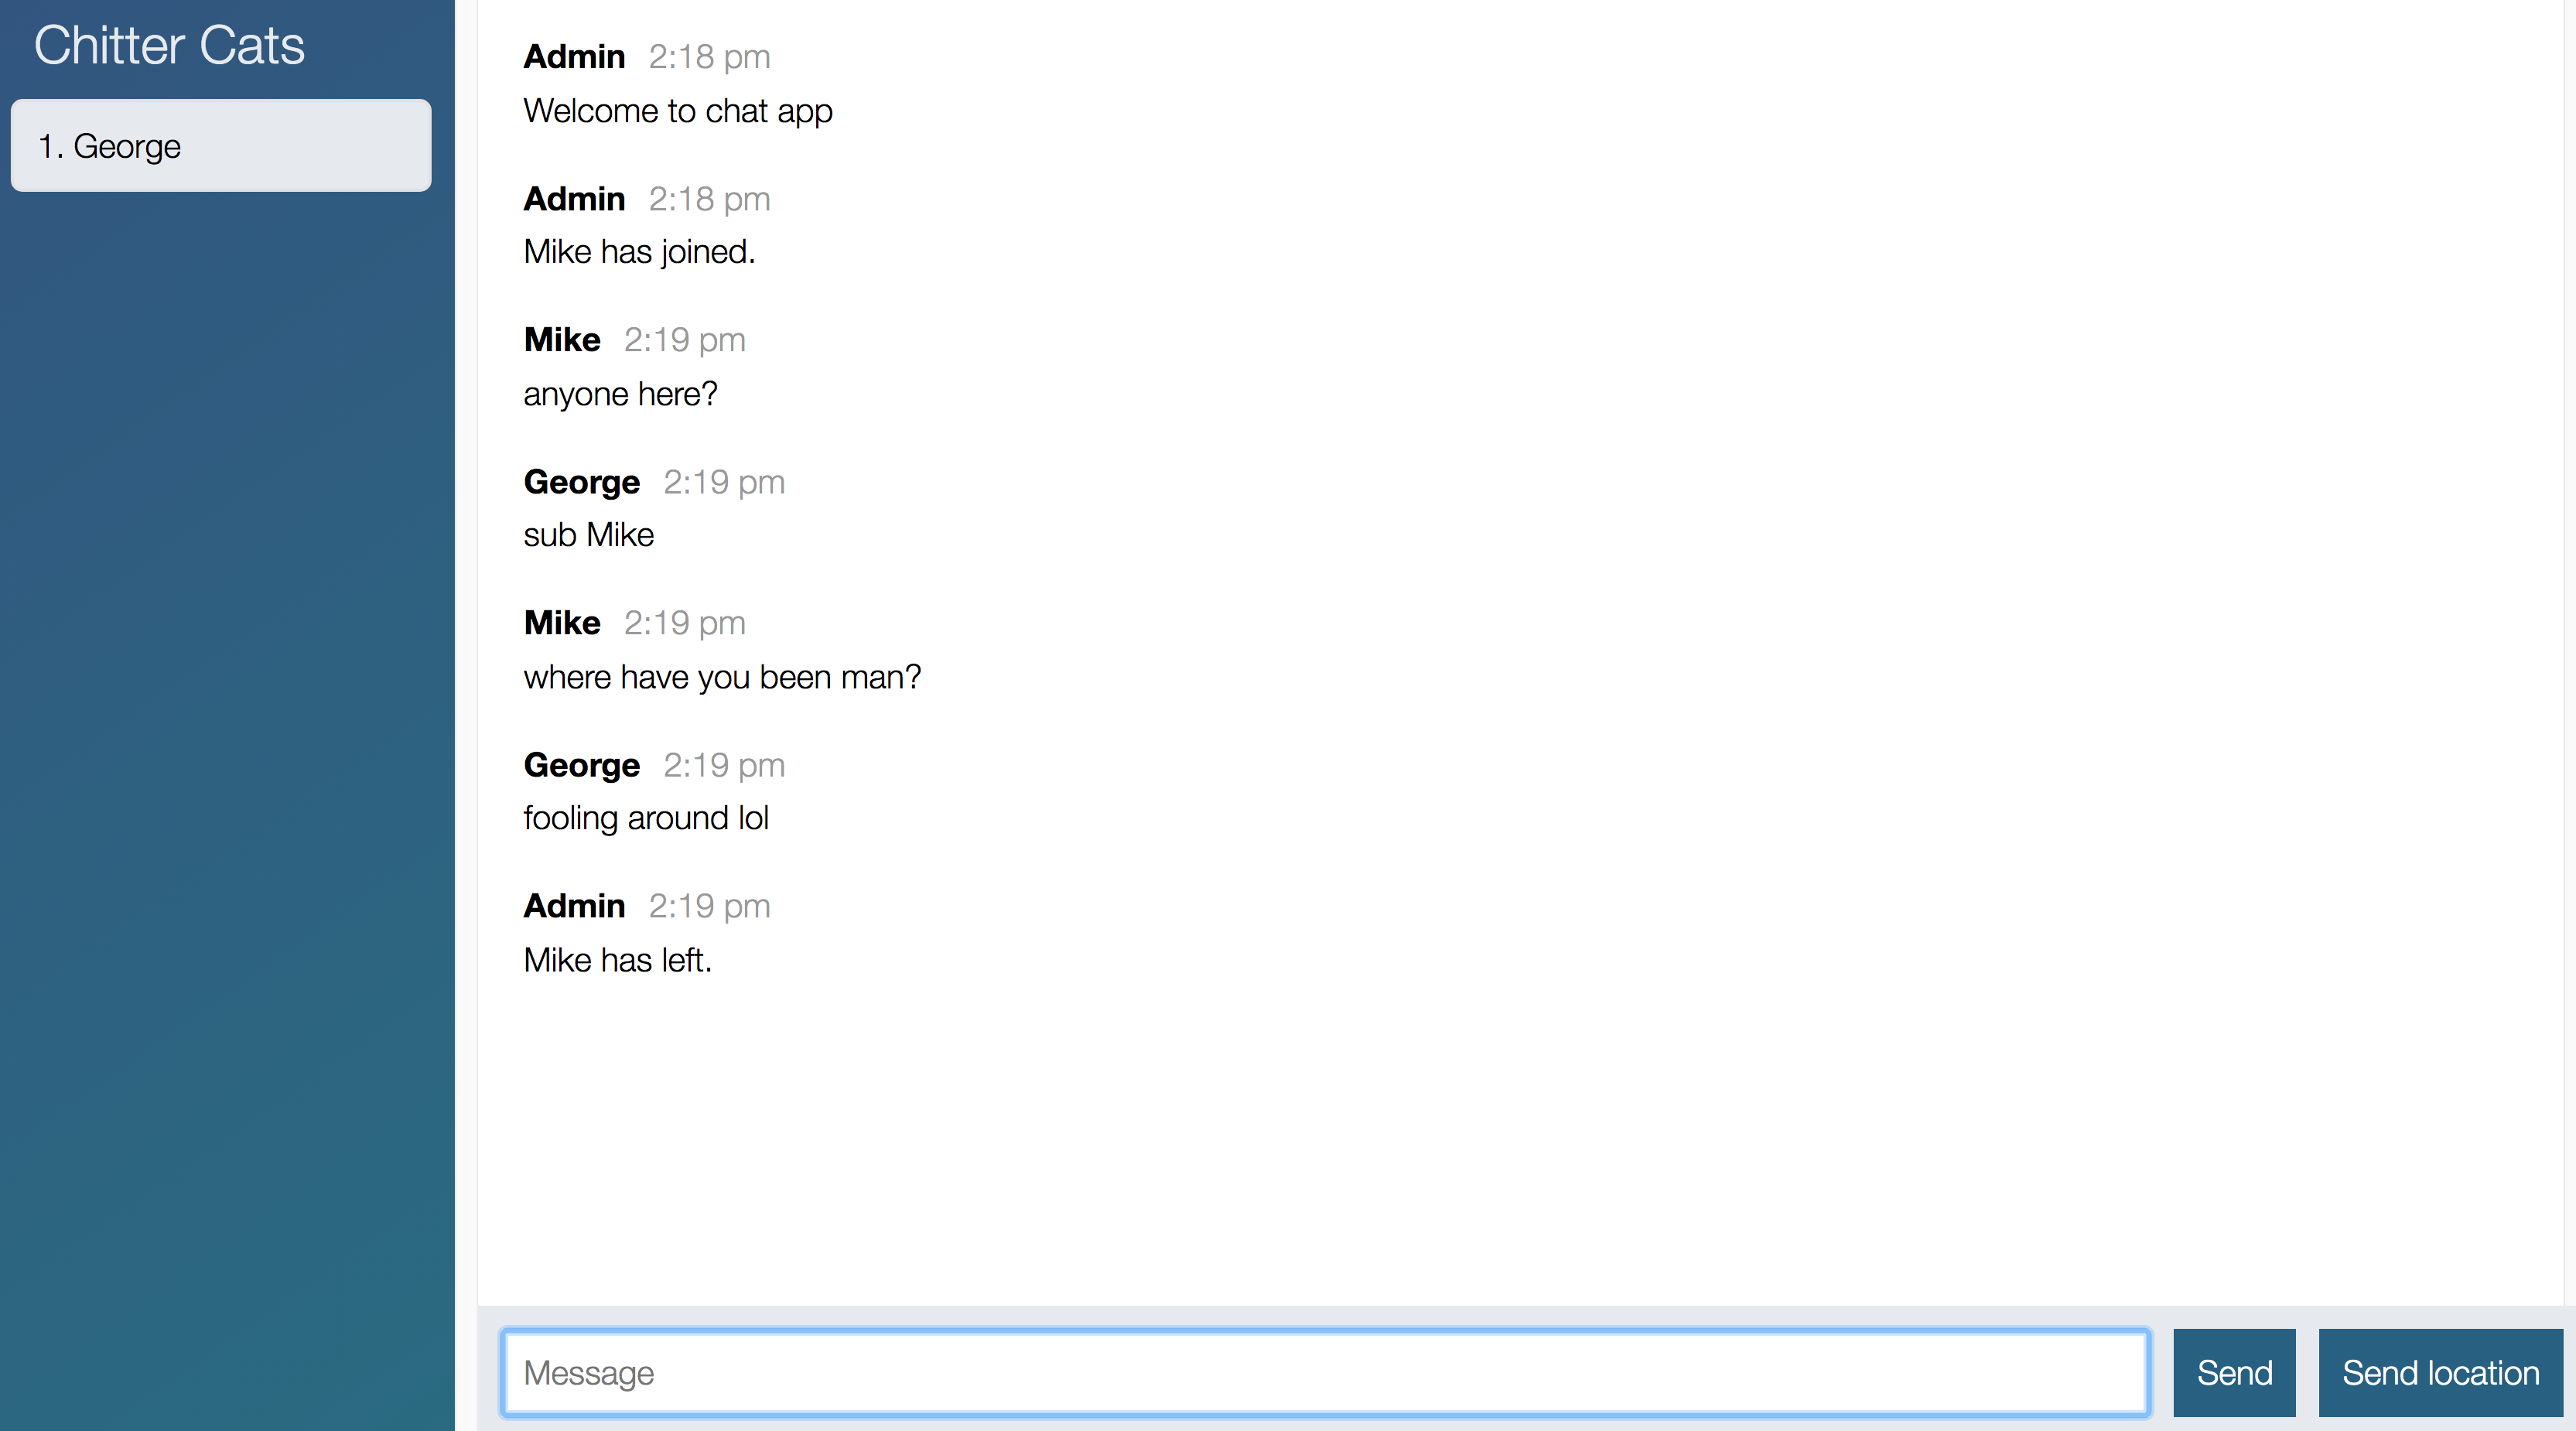 Chitter Cats
1. George
Admin 2:18 pm
Welcome to chat app
Admin 2:18 pm
Mike has joined.
Mike 2:19 pm
anyone here?
George 2:19 pm
sub Mike
Mike 2:19 pm
where have you been man?
George 2:19 pm
fooling around lol
Admin 2:19 pm
Mike has left.
Message
Send
Send location